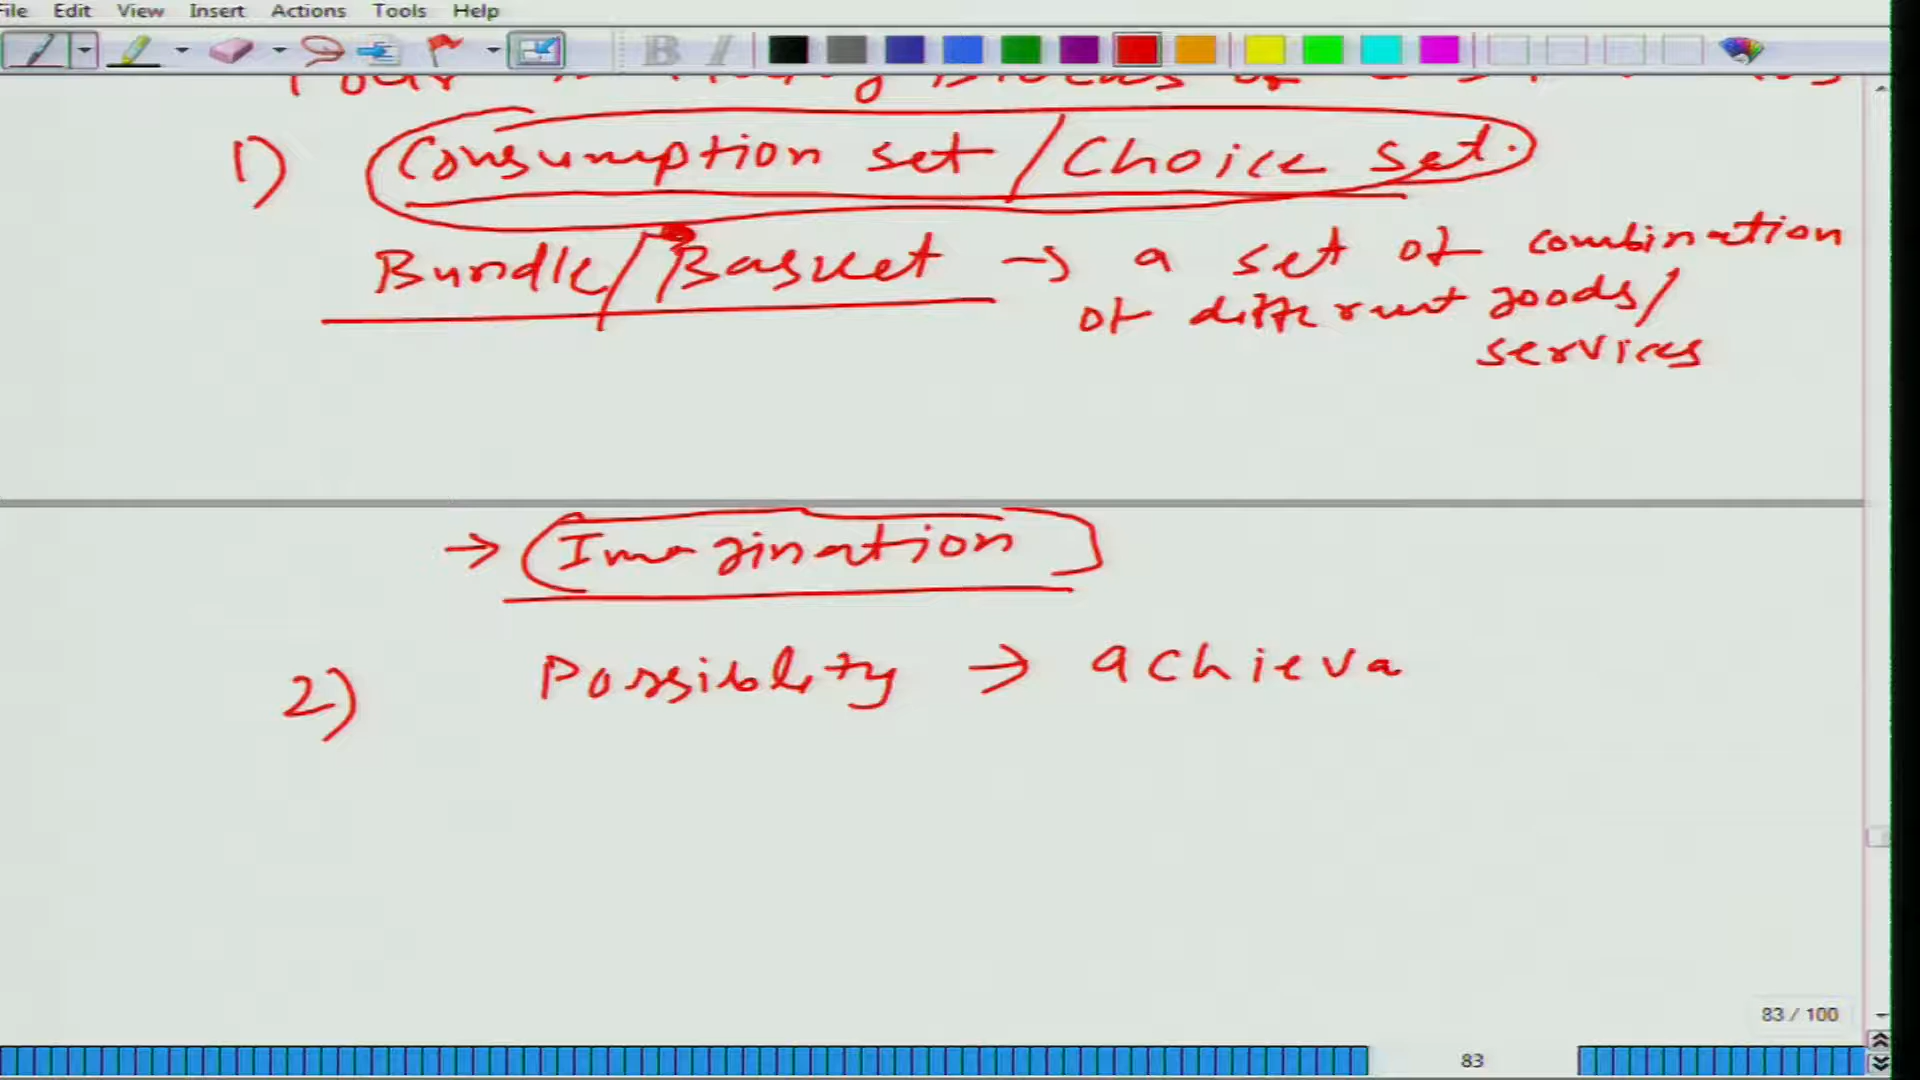 File Edit View Insert Actions Tools Help
B I
1) Consumption set / Choice set.
Bundle / Basket → a set of combination
of different goods /
services
→ Imagination
2) Possiblity → achieva
83 / 100
83